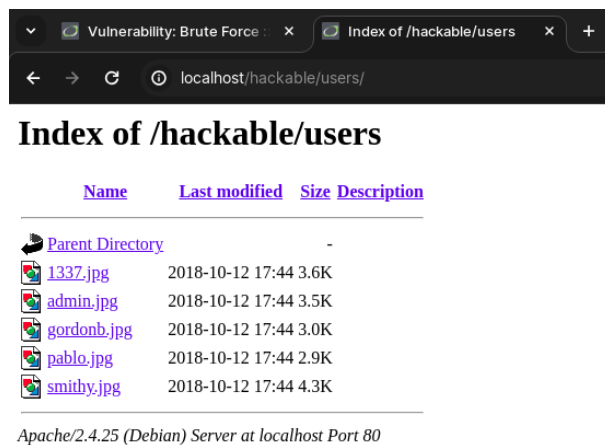 Vulnerability: Brute Force :
Index of /hackable/users
localhost/hackable/users/
Index of /hackable/users
Name Last modified Size Description
Parent Directory -
1337.jpg 2018-10-12 17:44 3.6K
admin.jpg 2018-10-12 17:44 3.5K
gordonb.jpg 2018-10-12 17:44 3.0K
pablo.jpg 2018-10-12 17:44 2.9K
smithy.jpg 2018-10-12 17:44 4.3K
Apache/2.4.25 (Debian) Server at localhost Port 80